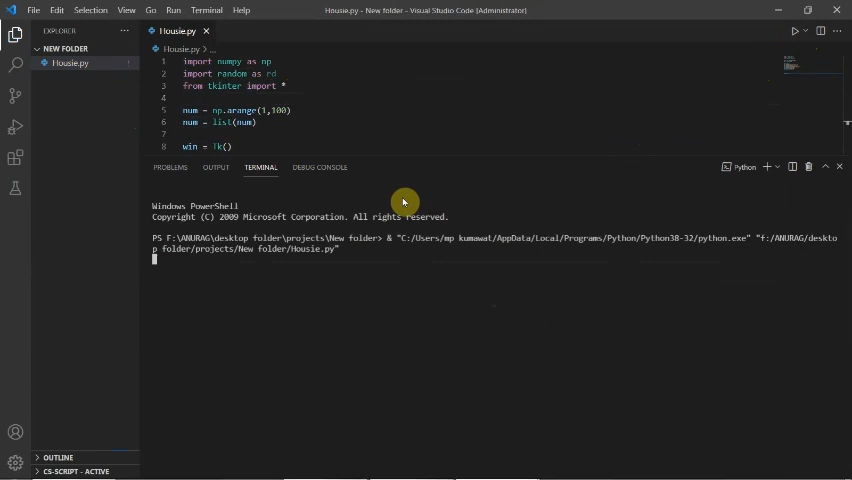 File Edit Selection View Go Run Terminal Help
Housie.py - New folder - Visual Studio Code [Administrator]
EXPLORER
NEW FOLDER
Housie.py
OUTLINE
CS-SCRIPT - ACTIVE
Housie.py
Housie.py > ...
1 import numpy as np
2 import random as rd
3 from tkinter import *
4
5 num = np.arange(1,100)
6 num = list(num)
7
8 win = Tk()
PROBLEMS OUTPUT TERMINAL DEBUG CONSOLE
Python
Windows PowerShell
Copyright (C) 2009 Microsoft Corporation. All rights reserved.
PS F:\ANURAG\desktop folder\projects\New folder> & "C:/Users/mp kumawat/AppData/Local/Programs/Python/Python38-32/python.exe" "f:/ANURAG/deskto
p folder/projects/New folder/Housie.py"